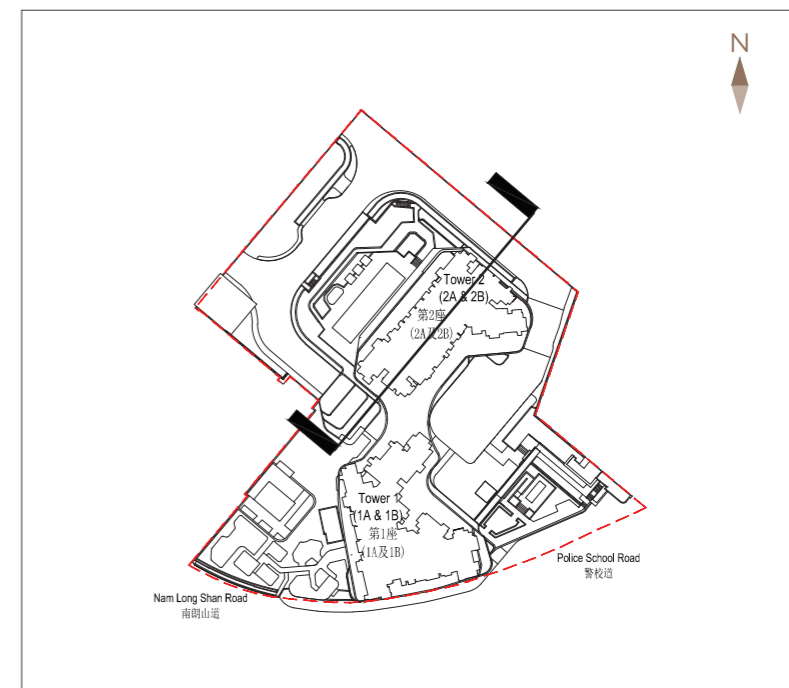 N
Tower 2
(2A & 2B)
第2座
(2A及2B)
Tower 1
(1A & 1B)
第1座
(1A及1B)
Police School Road
警校道
Nam Long Shan Road
南朗山道